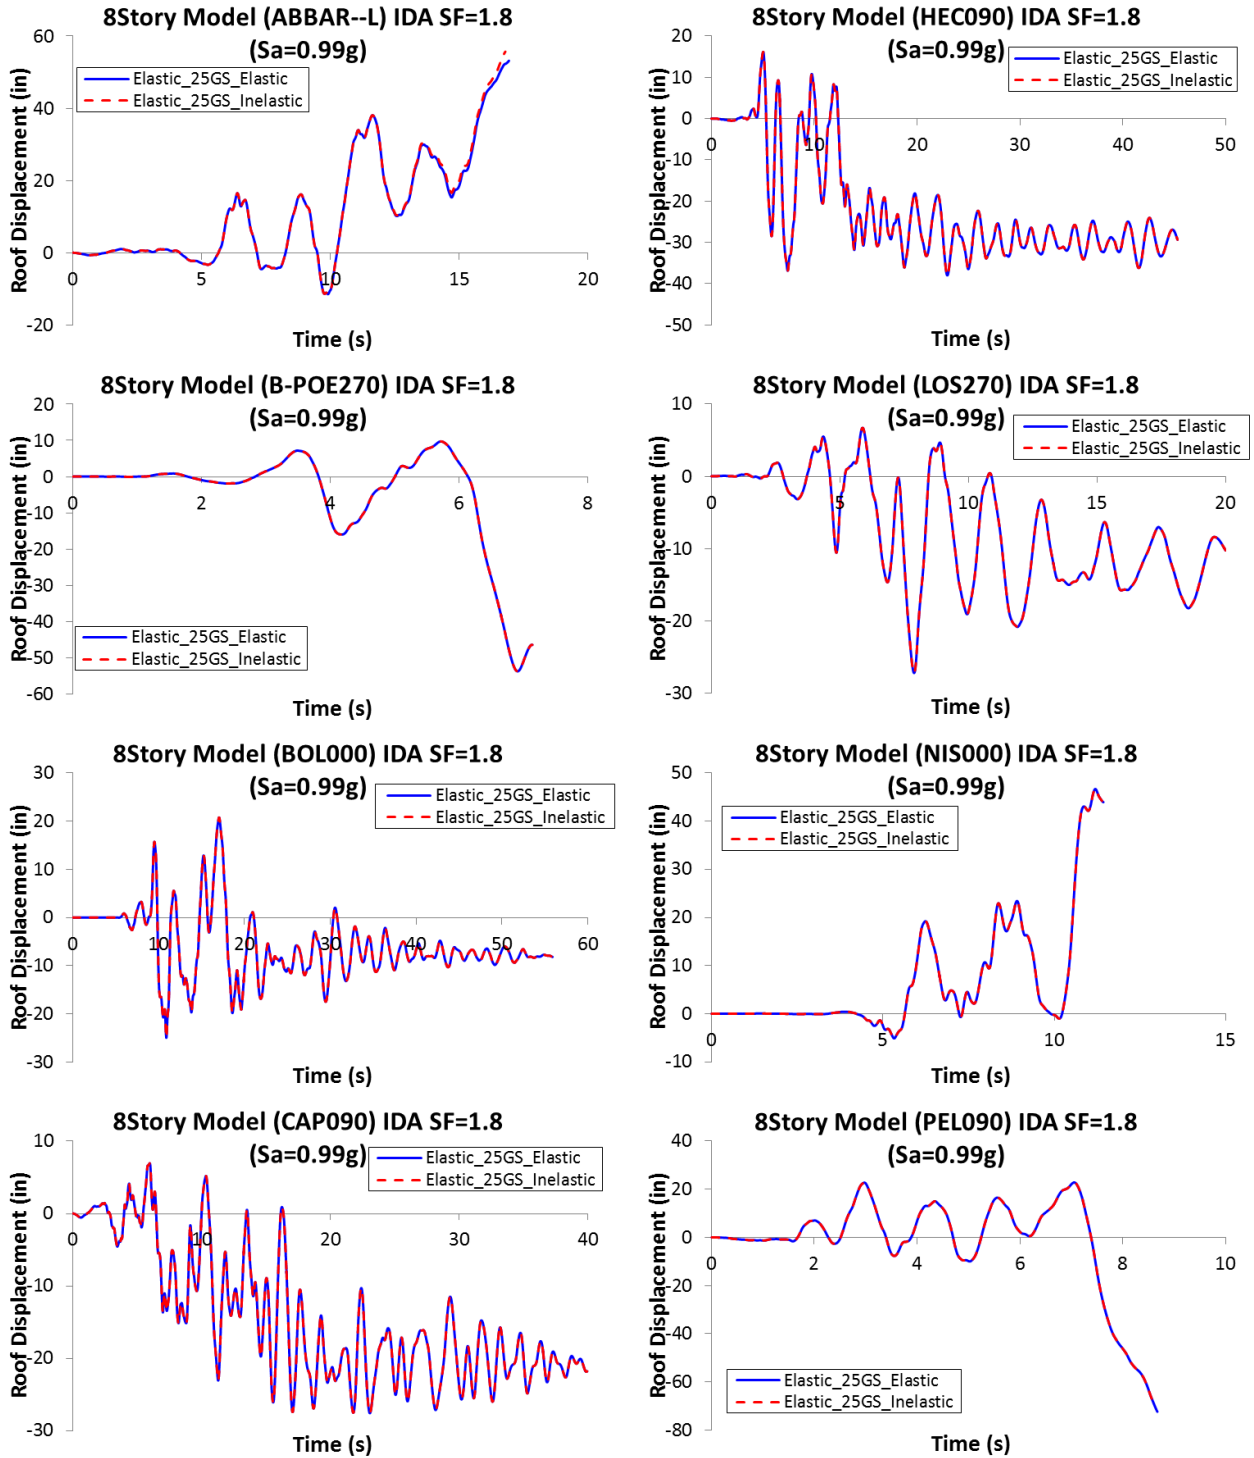 8Story Model (ABBAR--L) IDA SF=1.8
(Sa=0.99g)
Roof Displacement (in)
60
40
20
0
-20
0
5
10
15
20
Elastic_25GS_Elastic
Elastic_25GS_Inelastic
Time (s)
8Story Model (HEC090) IDA SF=1.8
(Sa=0.99g)
Roof Displacement (in)
20
10
0
-10
-20
-30
-40
-50
0
10
20
30
40
50
Elastic_25GS_Elastic
Elastic_25GS_Inelastic
Time (s)
8Story Model (B-POE270) IDA SF=1.8
(Sa=0.99g)
Roof Displacement (in)
20
10
0
-10
-20
-30
-40
-50
-60
0
2
4
6
8
Elastic_25GS_Elastic
Elastic_25GS_Inelastic
Time (s)
8Story Model (LOS270) IDA SF=1.8
(Sa=0.99g)
Roof Displacement (in)
10
0
-10
-20
-30
0
5
10
15
20
Elastic_25GS_Elastic
Elastic_25GS_Inelastic
Time (s)
8Story Model (BOL000) IDA SF=1.8
(Sa=0.99g)
Roof Displacement (in)
30
20
10
0
-10
-20
-30
0
10
20
30
40
50
60
Elastic_25GS_Elastic
Elastic_25GS_Inelastic
Time (s)
8Story Model (NIS000) IDA SF=1.8
(Sa=0.99g)
Roof Displacement (in)
50
40
30
20
10
0
-10
0
5
10
15
Elastic_25GS_Elastic
Elastic_25GS_Inelastic
Time (s)
8Story Model (CAP090) IDA SF=1.8
(Sa=0.99g)
Roof Displacement (in)
10
0
-10
-20
-30
0
10
20
30
40
Elastic_25GS_Elastic
Elastic_25GS_Inelastic
Time (s)
8Story Model (PEL090) IDA SF=1.8
(Sa=0.99g)
Roof Displacement (in)
40
20
0
-20
-40
-60
-80
0
2
4
6
8
10
Elastic_25GS_Elastic
Elastic_25GS_Inelastic
Time (s)